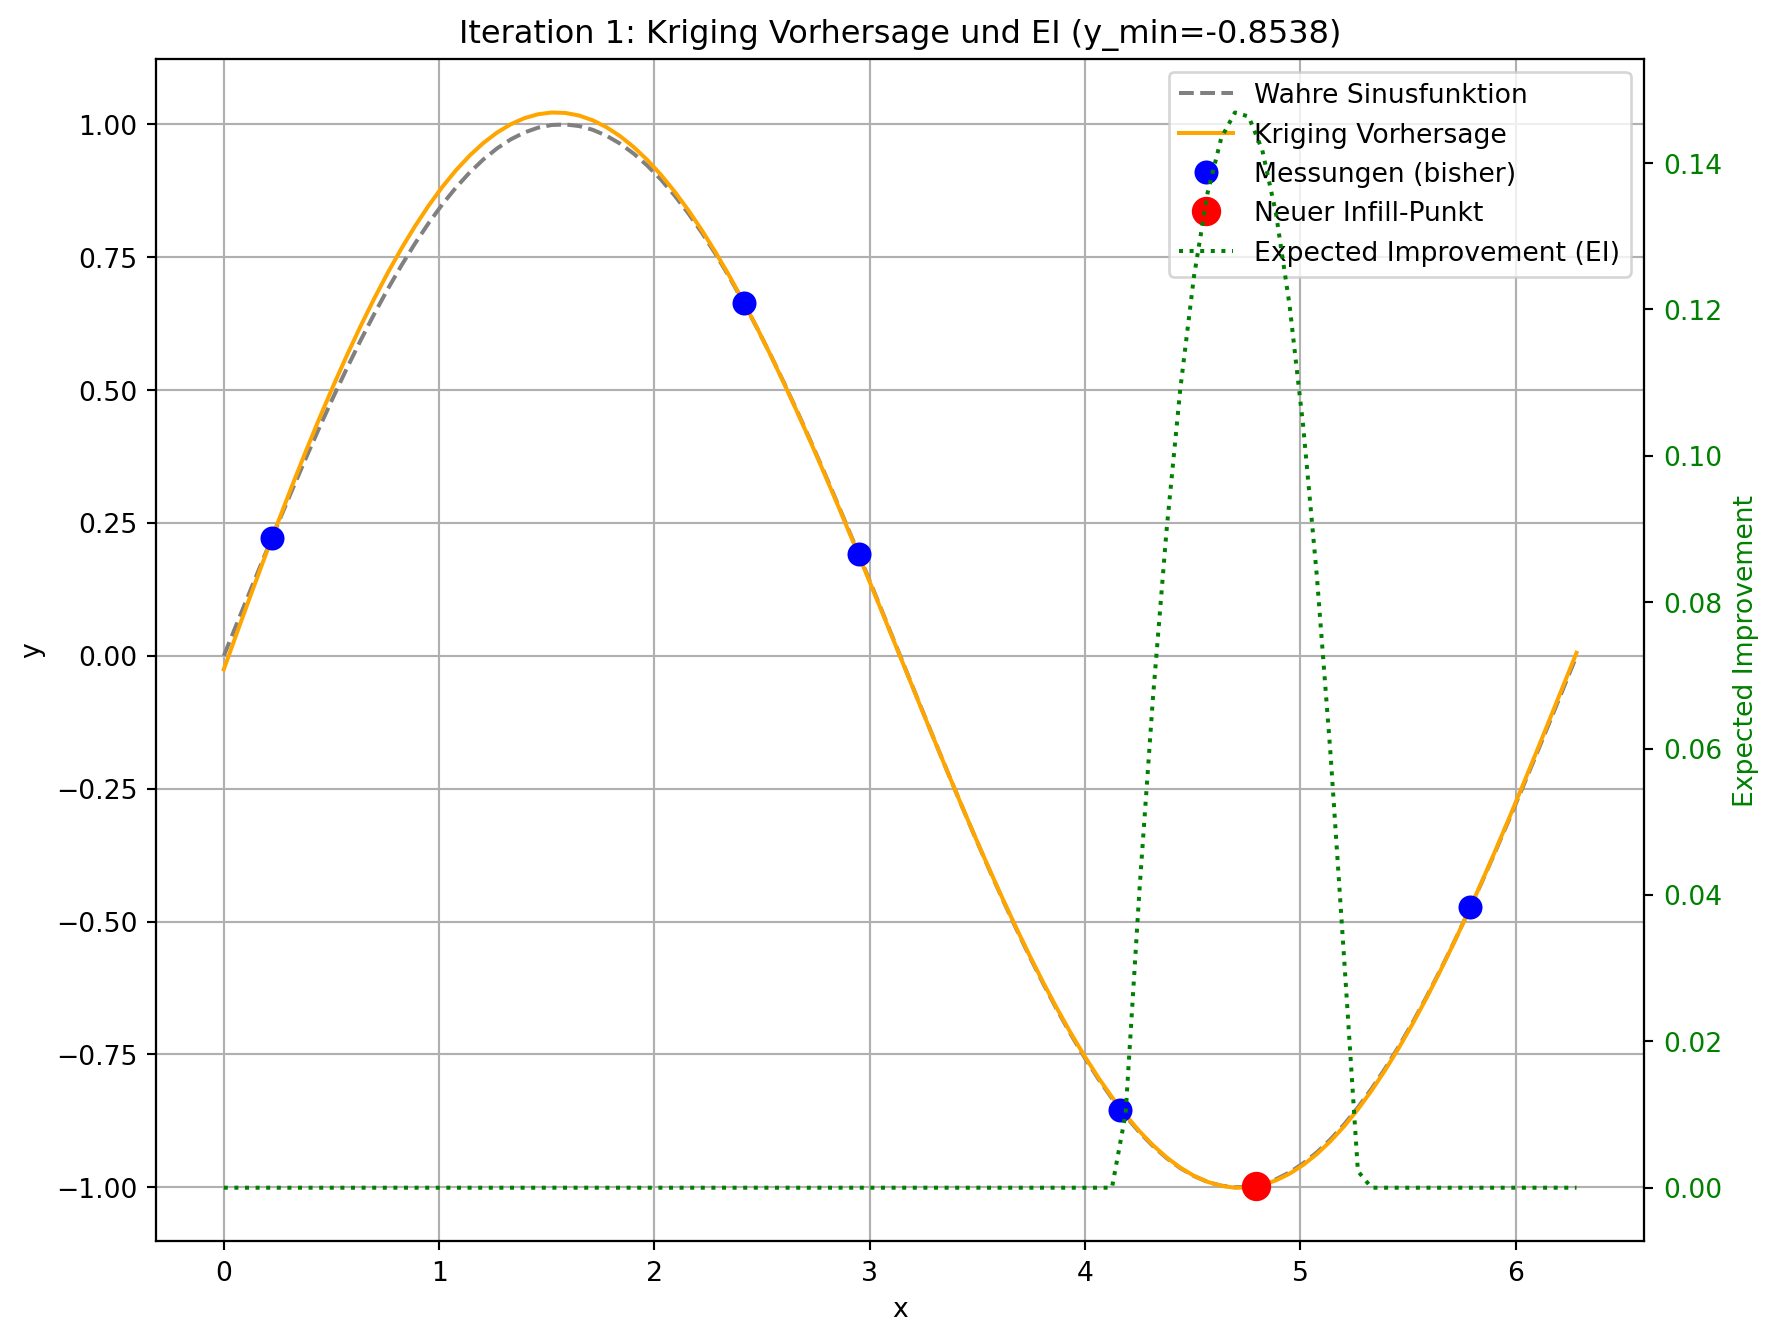 Iteration 1: Kriging Vorhersage und EI (y_min=-0.8538)
Wahre Sinusfunktion
Kriging Vorhersage
Messungen (bisher)
Neuer Infill-Punkt
Expected Improvement (EI)
1.00
0.75
0.50
0.25
0.00
−0.25
−0.50
−0.75
−1.00
y
0.14
0.12
0.10
0.08
0.06
0.04
0.02
0.00
Expected Improvement
0 1 2 3 4 5 6
x